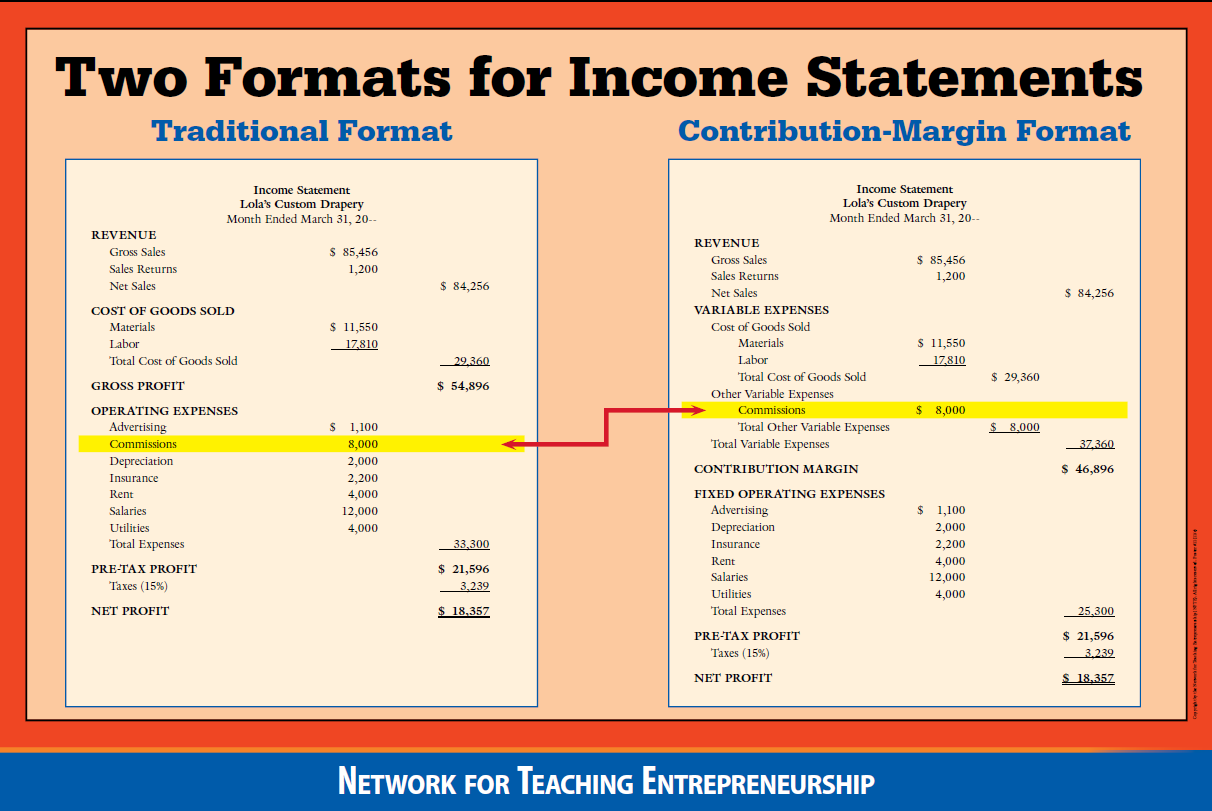 Two Formats for Income Statements
Traditional Format
Income Statement
Lola's Custom Drapery
Month Ended March 31, 20--
REVENUE
Gross Sales $ 85,456
Sales Returns 1,200
Net Sales $ 84,256
COST OF GOODS SOLD
Materials $ 11,550
Labor 17,810
Total Cost of Goods Sold 29,360
GROSS PROFIT $ 54,896
OPERATING EXPENSES
Advertising $ 1,100
Commissions 8,000
Depreciation 2,000
Insurance 2,200
Rent 4,000
Salaries 12,000
Utilities 4,000
Total Expenses 33,300
PRE-TAX PROFIT $ 21,596
Taxes (15%) 3,239
NET PROFIT $ 18,357
Contribution-Margin Format
Income Statement
Lola's Custom Drapery
Month Ended March 31, 20--
REVENUE
Gross Sales $ 85,456
Sales Returns 1,200
Net Sales $ 84,256
VARIABLE EXPENSES
Cost of Goods Sold
Materials $ 11,550
Labor 17,810
Total Cost of Goods Sold $ 29,360
Other Variable Expenses
Commissions $ 8,000
Total Other Variable Expenses $ 8,000
Total Variable Expenses 37,360
CONTRIBUTION MARGIN $ 46,896
FIXED OPERATING EXPENSES
Advertising $ 1,100
Depreciation 2,000
Insurance 2,200
Rent 4,000
Salaries 12,000
Utilities 4,000
Total Expenses 25,300
PRE-TAX PROFIT $ 21,596
Taxes (15%) 3,239
NET PROFIT $ 18,357
NETWORK FOR TEACHING ENTREPRENEURSHIP